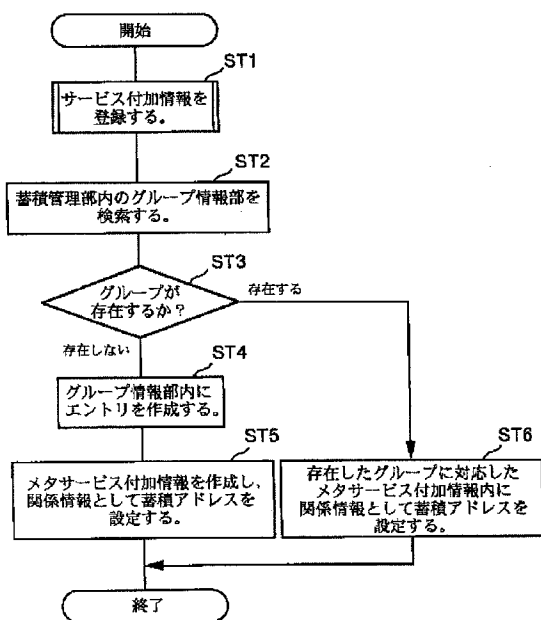 開始
ST1
サービス付加情報を
登録する。
ST2
蓄積管理部内のグループ情報部を
検索する。
ST3
グループが
存在するか？
存在する
存在しない
ST4
グループ情報部内に
エントリを作成する。
ST5
メタサービス付加情報を作成し、
関係情報として蓄積アドレスを
設定する。
ST6
存在したグループに対応した
メタサービス付加情報内に
関係情報として蓄積アドレスを
設定する。
終了